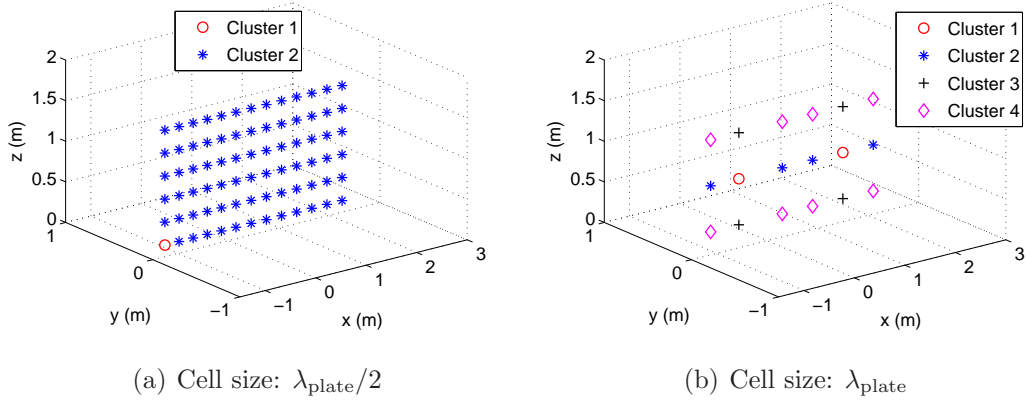 Cluster 1
Cluster 2
2
1.5
1
0.5
0
z (m)
1
0
−1
y (m)
−1
0
1
2
3
x (m)
(a) Cell size: λplate/2
Cluster 1
Cluster 2
Cluster 3
Cluster 4
2
1.5
1
0.5
0
z (m)
1
0
−1
y (m)
−1
0
1
2
3
x (m)
(b) Cell size: λplate